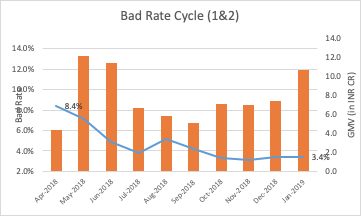 Bad Rate Cycle (1&2)
14.0%
12.0%
10.0%
8.0%
6.0%
4.0%
2.0%
Bad Rate
8.4%
3.4%
14.0
12.0
10.0
8.0
6.0
4.0
2.0
0.0
GMV (in INR CR)
Apr-2018
May-2018
Jun-2018
Jul-2018
Aug-2018
Sep-2018
Oct-2018
Nov-2018
Dec-2018
Jan-2019